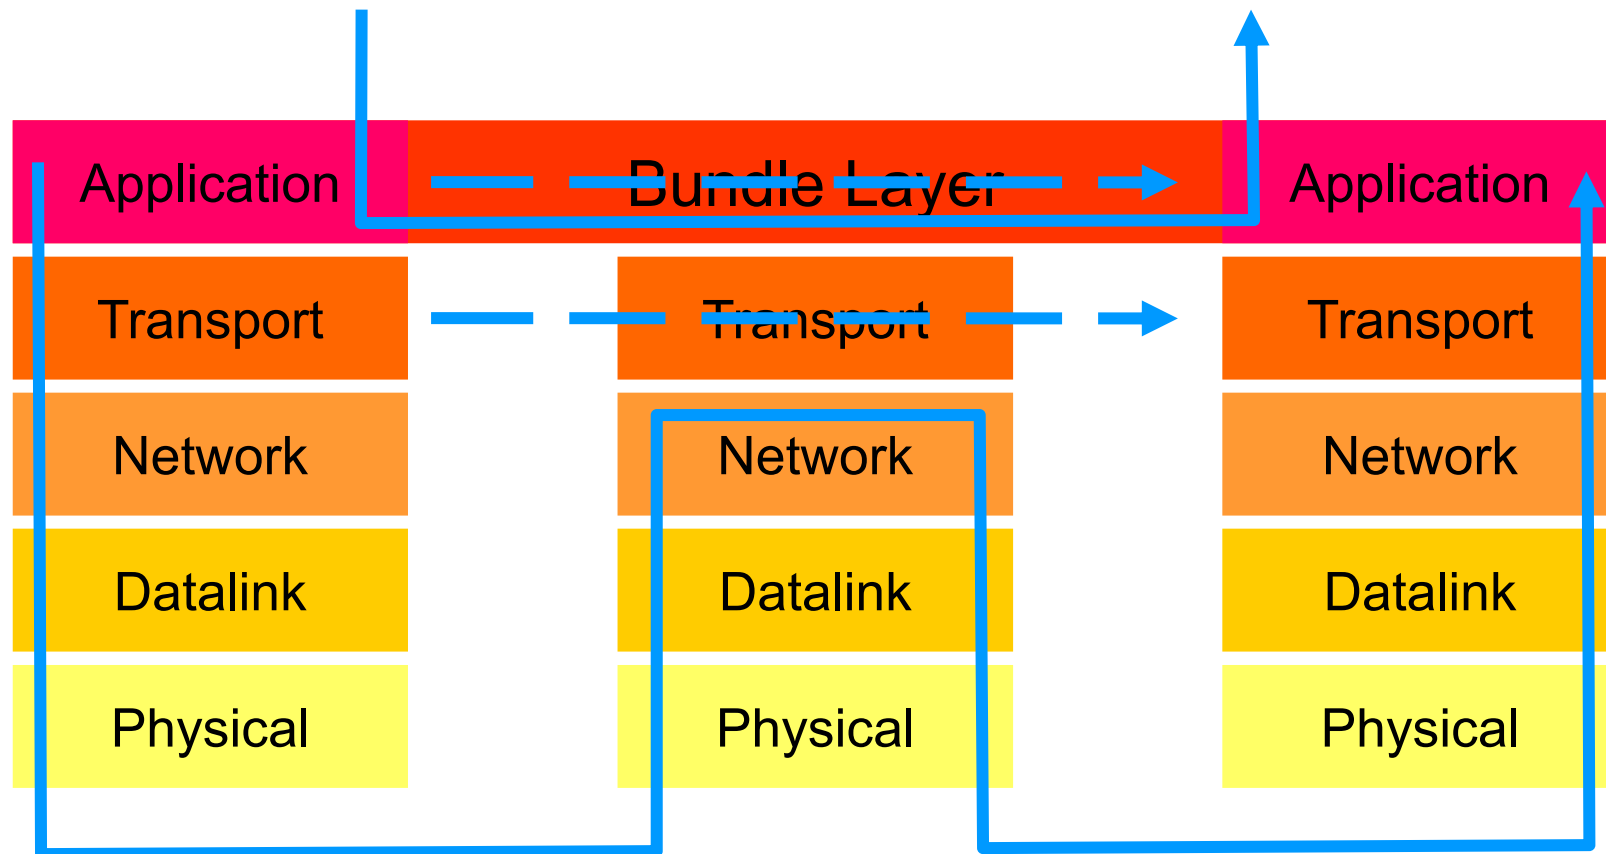 Application Bundle Layer Application
Transport Transport Transport
Network Network Network
Datalink Datalink Datalink
Physical Physical Physical